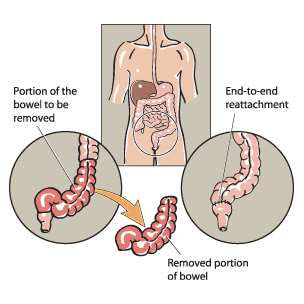 Portion of the
bowel to be
removed
End-to-end
reattachment
Removed portion
of bowel